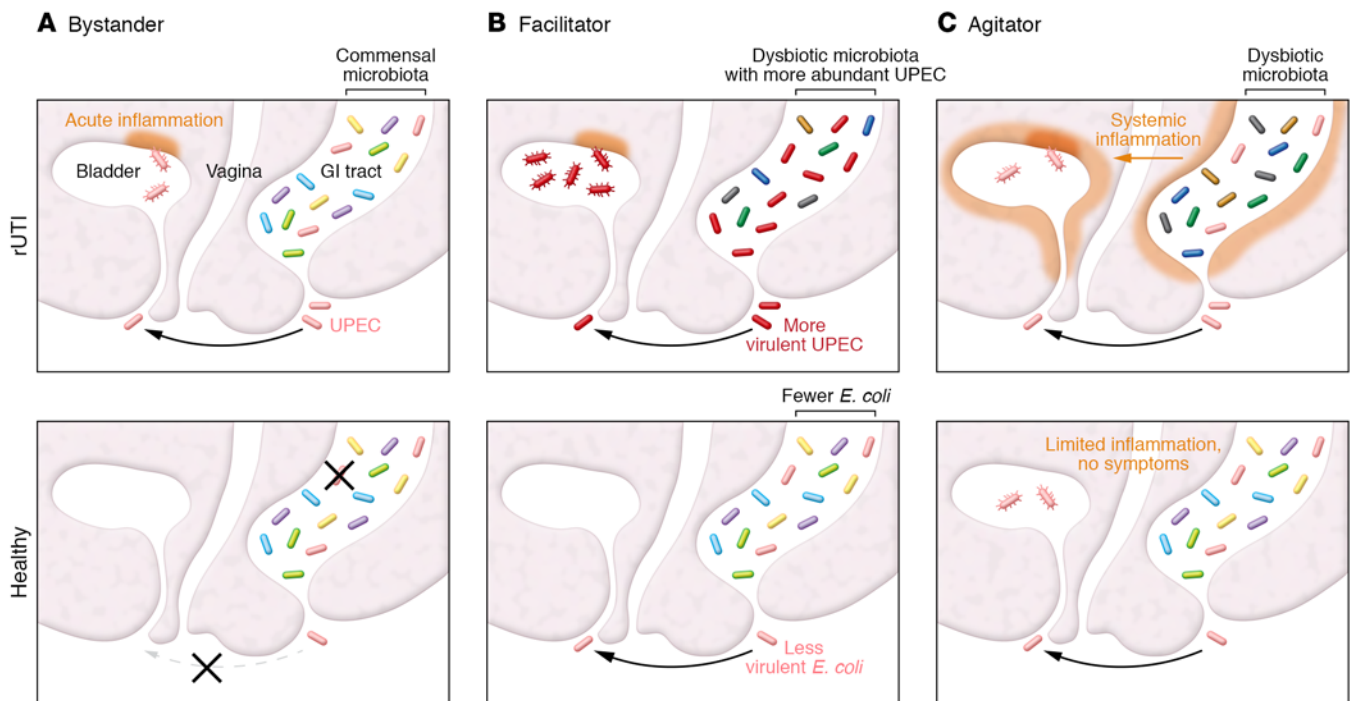 A Bystander
Commensal
microbiota
Acute inflammation
Bladder
Vagina
GI tract
UPEC
rUTI
B Facilitator
Dysbiotic microbiota
with more abundant UPEC
More
virulent UPEC
C Agitator
Dysbiotic
microbiota
Systemic
inflammation
Healthy
Fewer E. coli
Less
virulent E. coli
Limited inflammation,
no symptoms